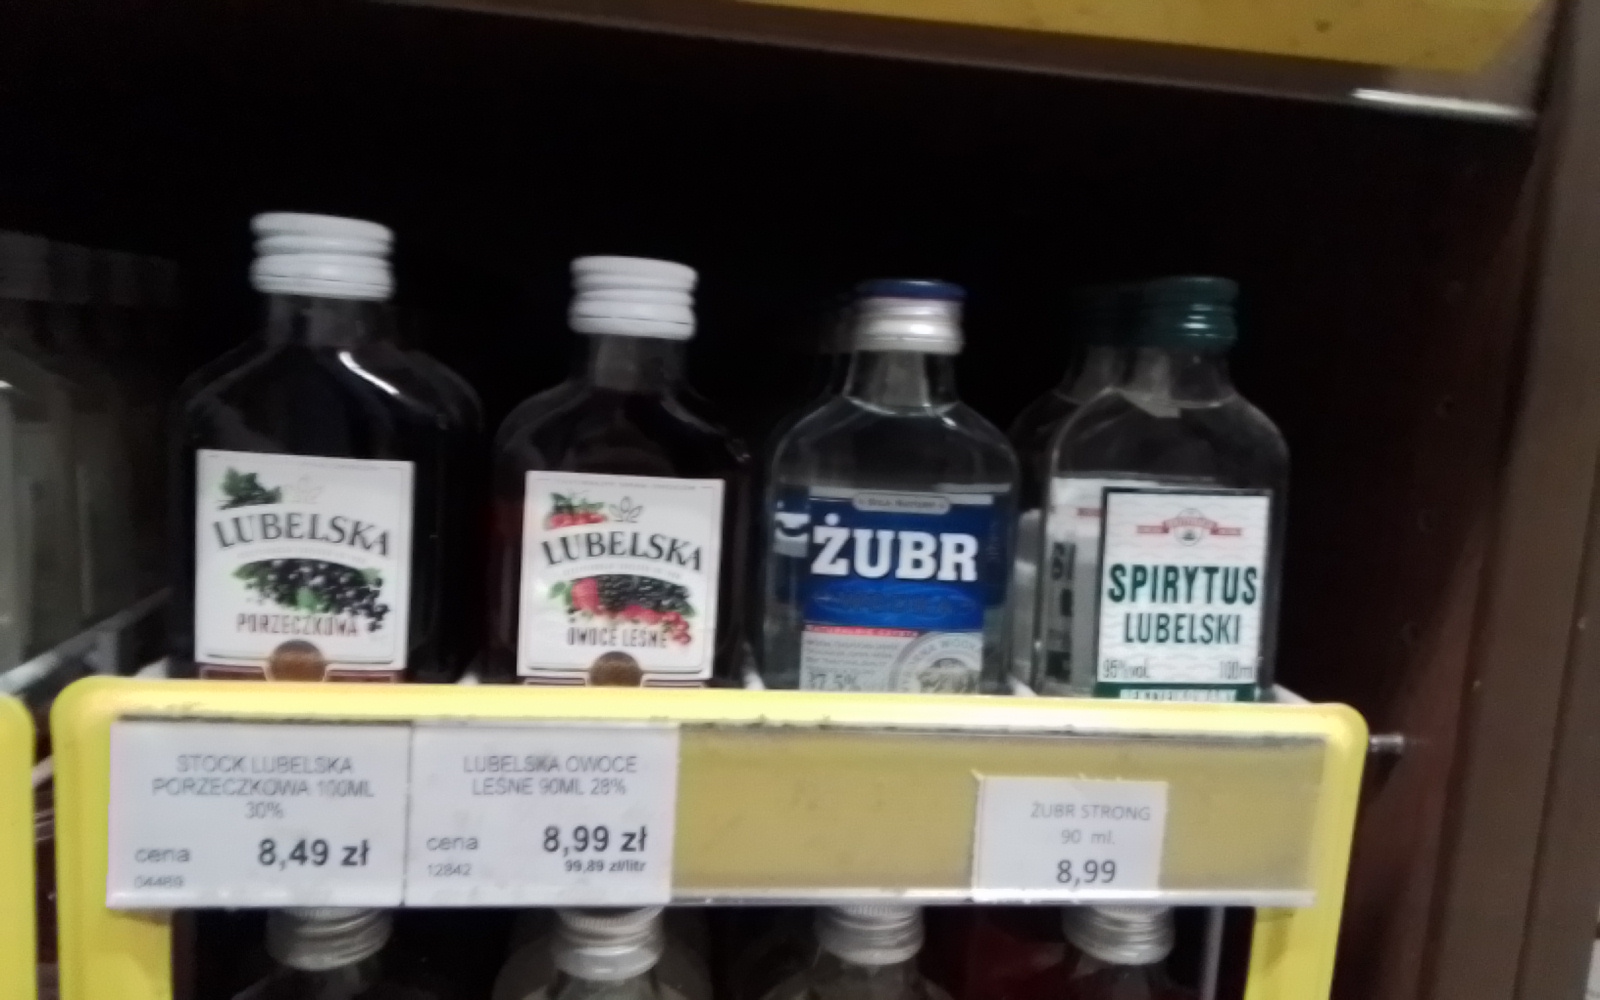 LUBELSKA
PORZECZKOWA
LUBELSKA
OWOCE LEŚNE
ŻUBR
37,5%
SPIRYTUS
LUBELSKI
95%vol. 100ml
STOCK LUBELSKA
PORZECZKOWA 100ML
30%
cena 8,49 zł
04469
LUBELSKA OWOCE
LEŚNE 90ML 28%
cena 8,99 zł
12842 99,89 zł/litr
ŻUBR STRONG
90 ml.
8,99